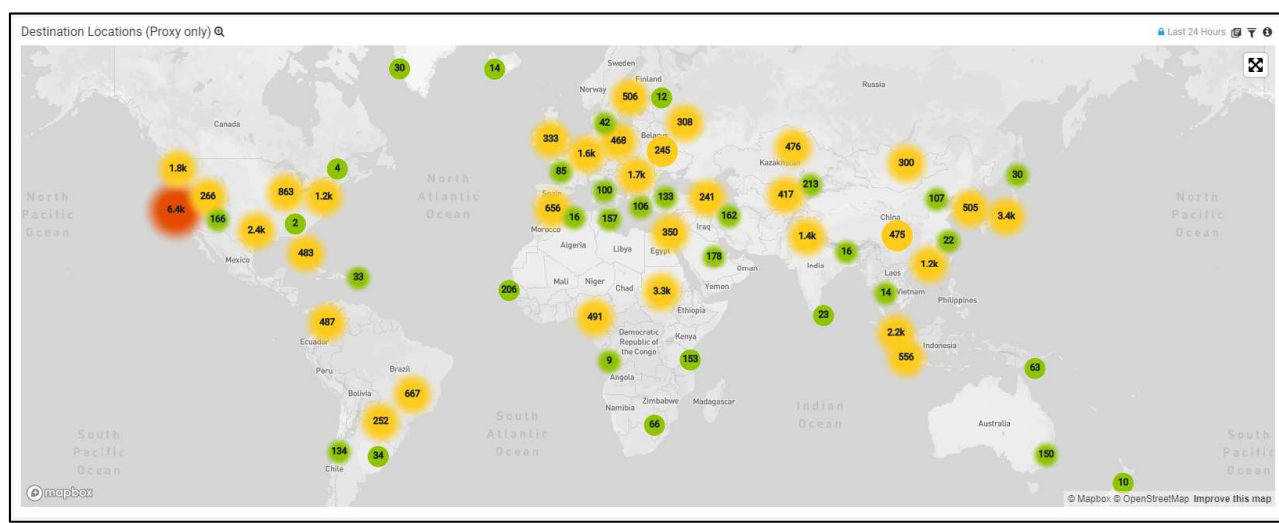 Destination Locations (Proxy only)
Last 24 Hours
30
14
Sweden
Finland
Norway
Russia
506
12
Canada
42
308
333
468
Belarus
245
476
1.6k
Kazakhstan
300
1.8k
4
85
1.7k
213
30
North
Pacific
Ocean
266
863
1.2k
North
Atlantic
Ocean
Spain
100
133
241
417
107
6.4k
166
2
656
16
157
106
162
China
505
3.4k
North
Pacific
Ocean
2.4k
Morocco
350
Iraq
1.4k
475
22
Mexico
483
Algeria
Libya
Egypt
178
16
1.2k
33
Oman
India
Laos
206
Mali
Niger
Chad
3.3k
Yemen
14
Vietnam
Philippines
487
491
Ethiopia
23
Ecuador
Democratic
Republic of
the Congo
Kenya
2.2k
Indonesia
556
Peru
Brazil
9
153
63
Angola
Bolivia
667
Namibia
Zimbabwe
Madagascar
Indian
Ocean
252
South
Atlantic
Ocean
66
Australia
South
Pacific
Ocean
134
34
Chile
150
South
Pacific
Ocean
10
mapbox
© Mapbox © OpenStreetMap Improve this map